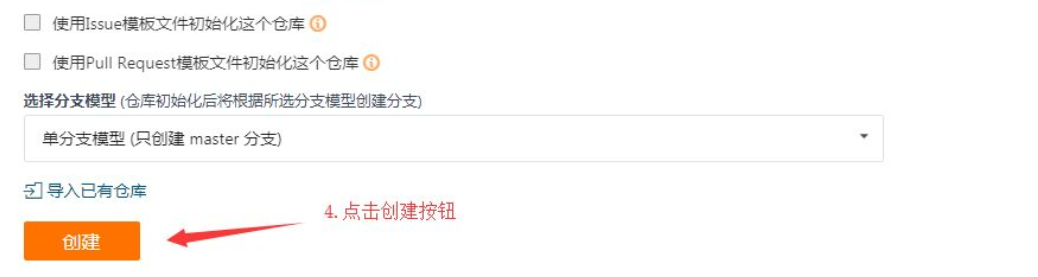 使用Issue模板文件初始化这个仓库
使用Pull Request模板文件初始化这个仓库
选择分支模型 (仓库初始化后将根据所选分支模型创建分支)
单分支模型 (只创建 master 分支)
导入已有仓库
4. 点击创建按钮
创建